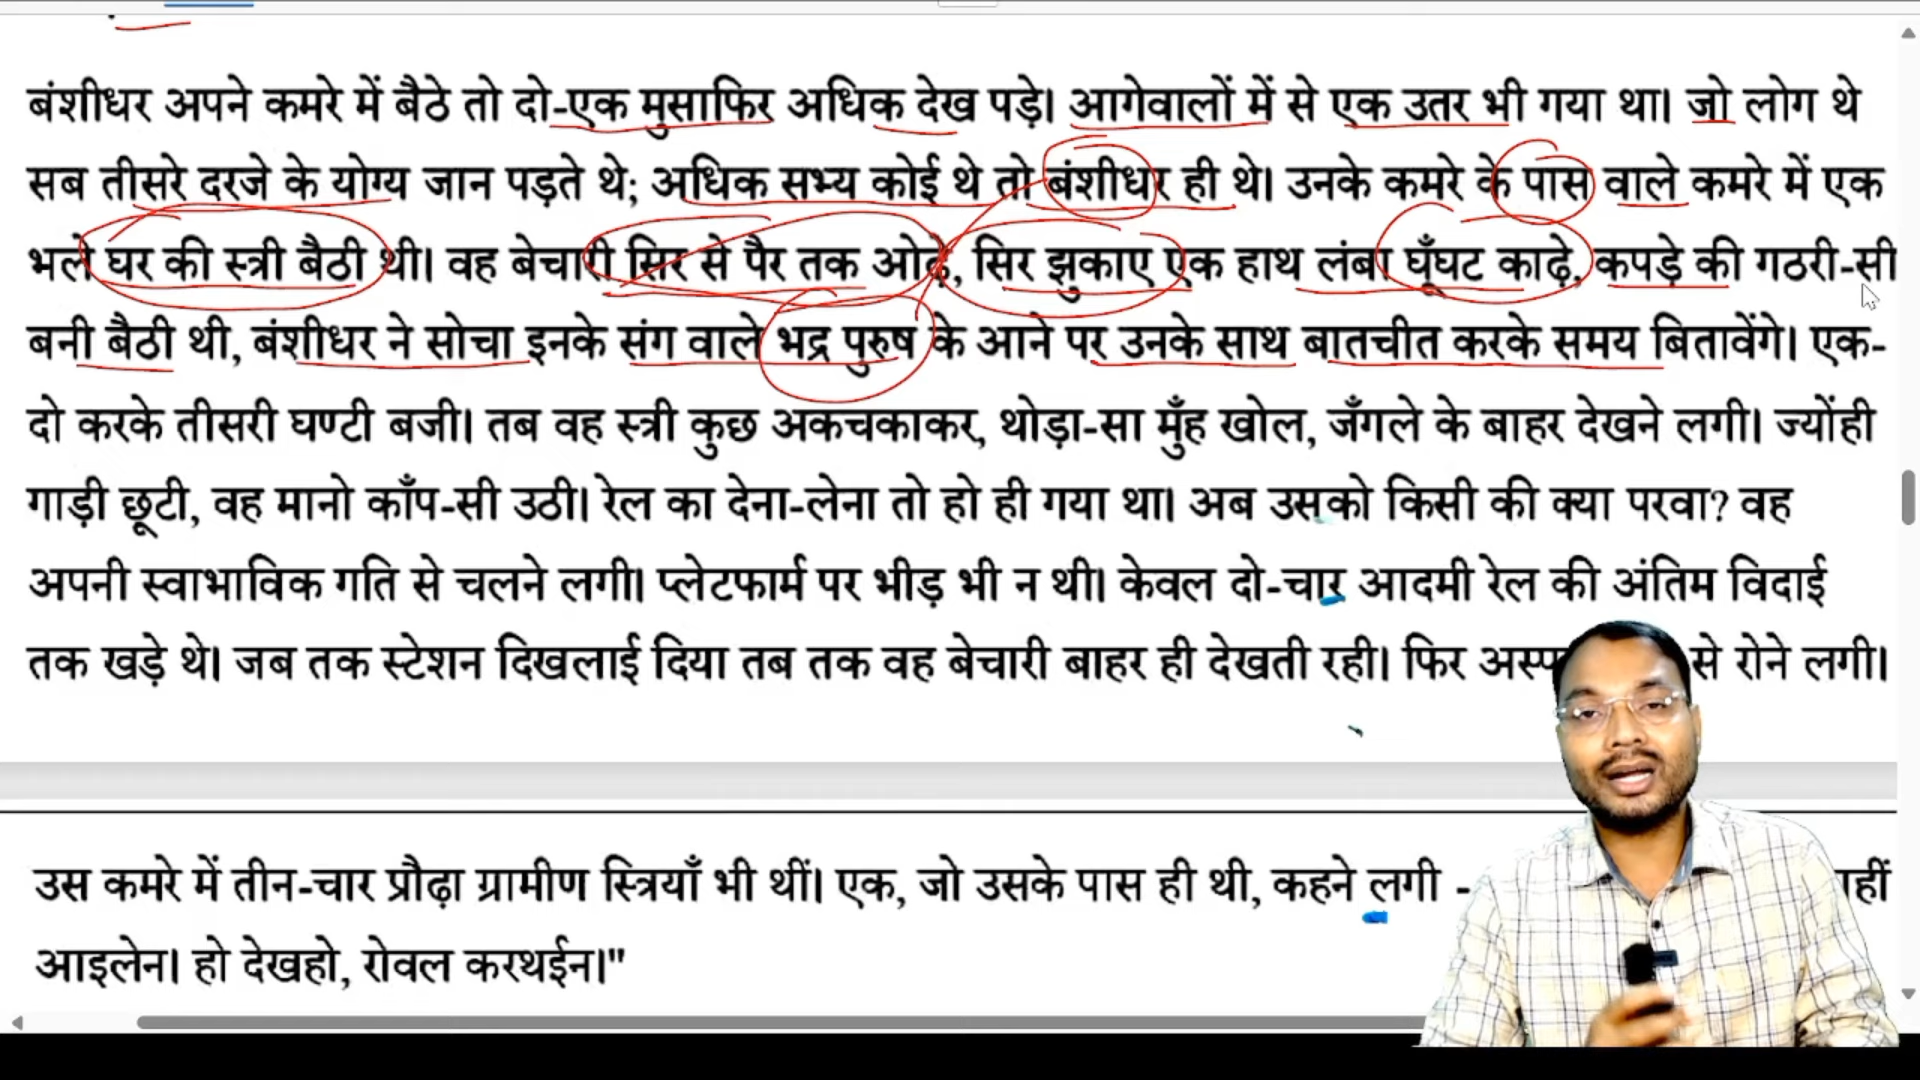 बंशीधर अपने कमरे में बैठे तो दो-एक मुसाफिर अधिक देख पड़े। आगेवालों में से एक उतर भी गया था। जो लोग थे
सब तीसरे दरजे के योग्य जान पड़ते थे; अधिक सभ्य कोई थे तो बंशीधर ही थे। उनके कमरे के पास वाले कमरे में एक
भले घर की स्त्री बैठी थी। वह बेचारी सिर से पैर तक ओढ़े, सिर झुकाए एक हाथ लंबा घूँघट काढ़े, कपड़े की गठरी-सी
बनी बैठी थी, बंशीधर ने सोचा इनके संग वाले भद्र पुरुष के आने पर उनके साथ बातचीत करके समय बितावेंगे। एक-
दो करके तीसरी घण्टी बजी। तब वह स्त्री कुछ अकचकाकर, थोड़ा-सा मुँह खोल, जँगले के बाहर देखने लगी। ज्योंही
गाड़ी छूटी, वह मानो काँप-सी उठी। रेल का देना-लेना तो हो ही गया था। अब उसको किसी की क्या परवा? वह
अपनी स्वाभाविक गति से चलने लगी। प्लेटफार्म पर भीड़ भी न थी। केवल दो-चार आदमी रेल की अंतिम विदाई
तक खड़े थे। जब तक स्टेशन दिखलाई दिया तब तक वह बेचारी बाहर ही देखती रही। फिर से रोने लगी।
उस कमरे में तीन-चार प्रौढ़ा ग्रामीण स्त्रियाँ भी थीं। एक, जो उसके पास ही थी, कहने लगी -
आइलेन। हो देखहो, रोवल करथईन।"